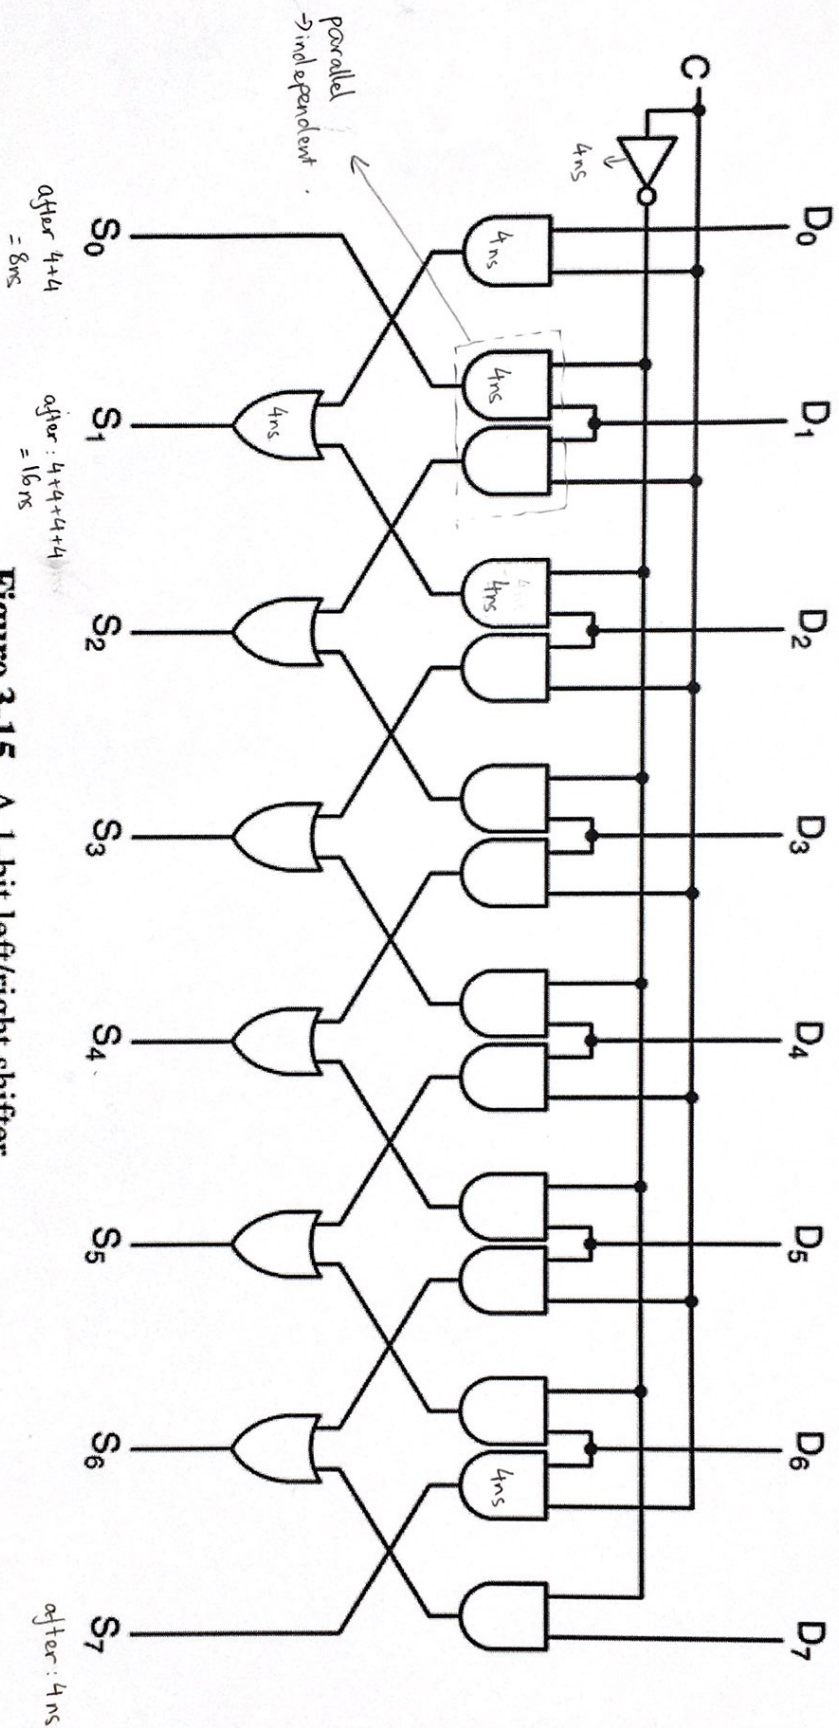 D0 D1 D2 D3 D4 D5 D6 D7
C
4ns
4ns
4ns
4ns
4ns
parallel
→independent.
4ns
S0 S1 S2 S3 S4 S5 S6 S7
after 4+4
= 8ns
after: 4+4+4+4
= 16ns
after: 4ns
Figure 3-15 A 1-bit left/right shifter